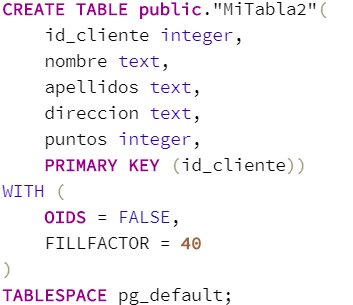 CREATE TABLE public."MiTabla2"(
    id_cliente integer,
    nombre text,
    apellidos text,
    direccion text,
    puntos integer,
    PRIMARY KEY (id_cliente))
WITH (
    OIDS = FALSE,
    FILLFACTOR = 40
)
TABLESPACE pg_default;